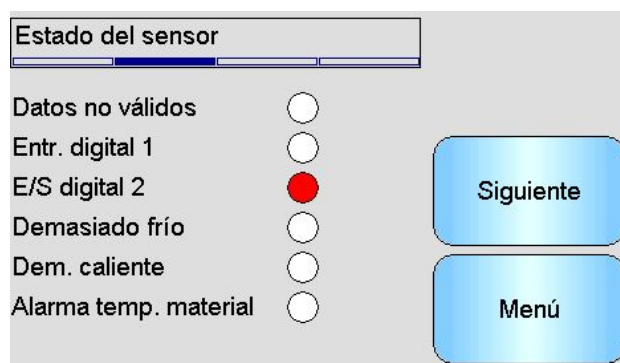 Estado del sensor
Datos no válidos
Entr. digital 1
E/S digital 2
Demasiado frío
Dem. caliente
Alarma temp. material
Siguiente
Menú